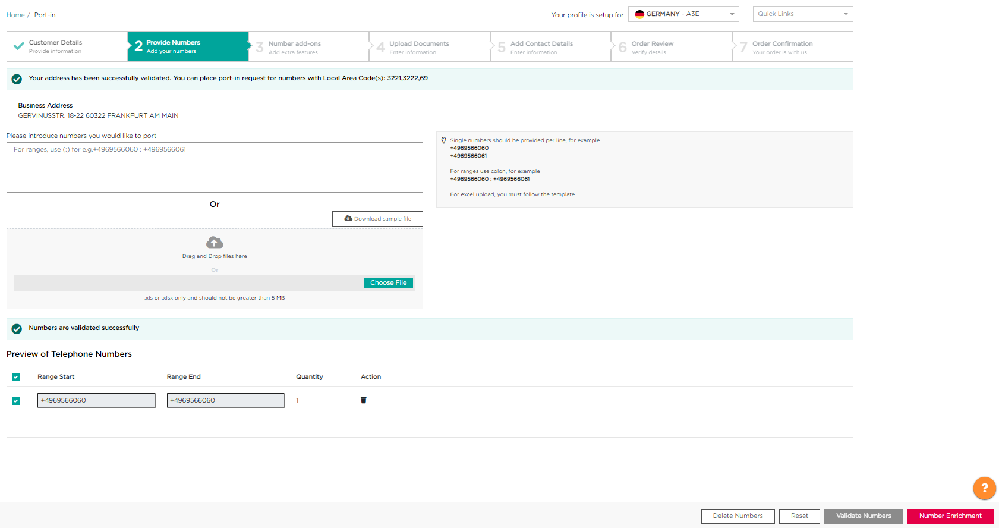 Home / Port-in
Your profile is setup for
GERMANY - A3E
Quick Links
Customer Details
Provide information
2 Provide Numbers
Add your numbers
3 Number add-ons
Add extra features
4 Upload Documents
Enter information
5 Add Contact Details
Enter information
6 Order Review
Verify details
7 Order Confirmation
Your order is with us
Your address has been successfully validated. You can place port-in request for numbers with Local Area Code(s): 3221,3222,69
Business Address
GERVINUSSTR. 18-22 60322 FRANKFURT AM MAIN
Please introduce numbers you would like to port
For ranges, use (:) for e.g.+4969566060 : +4969566061
Single numbers should be provided per line, for example
+4969566060
+4969566061
For ranges use colon, for example
+4969566060 : +4969566061
For excel upload, you must follow the template.
Or
Download sample file
Drag and Drop files here
Or
Choose File
.xls or .xlsx only and should not be greater than 5 MB
Numbers are validated successfully
Preview of Telephone Numbers
Range Start Range End Quantity Action
+4969566060 +4969566060 1
?
Delete Numbers Reset Validate Numbers Number Enrichment